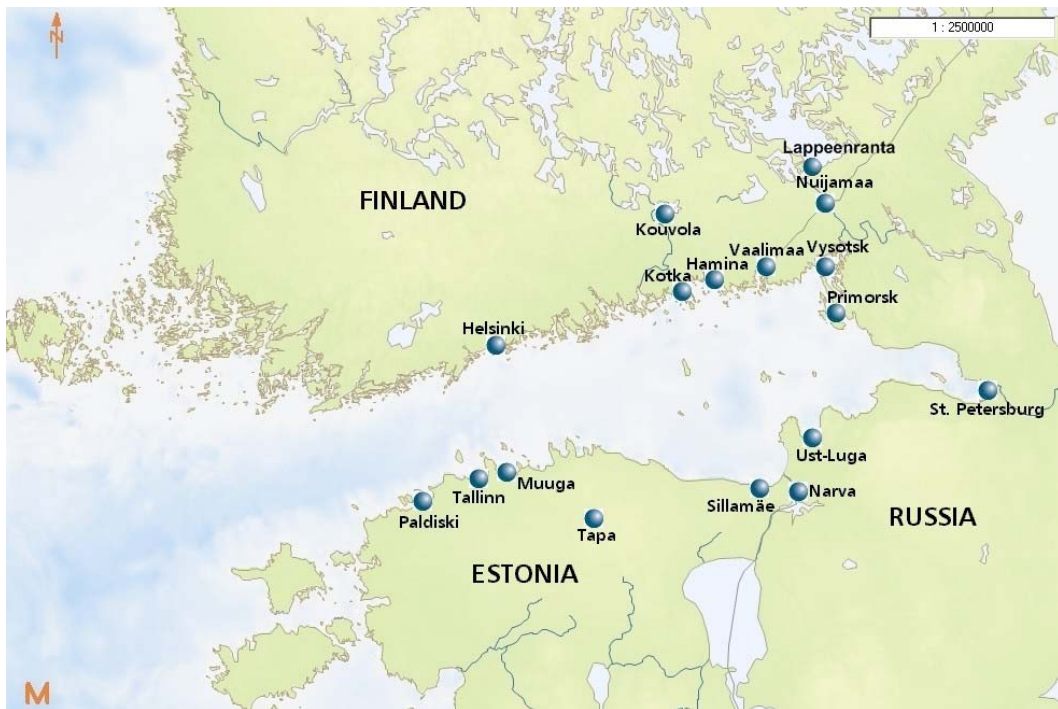 N
1 : 2500000
Lappeenranta
Nuijamaa
FINLAND
Kouvola
Vaalimaa
Vysotsk
Hamina
Kotka
Primorsk
Helsinki
St. Petersburg
Ust-Luga
Muuga
Tallinn
Paldiski
Sillamäe
Narva
Tapa
RUSSIA
ESTONIA
M